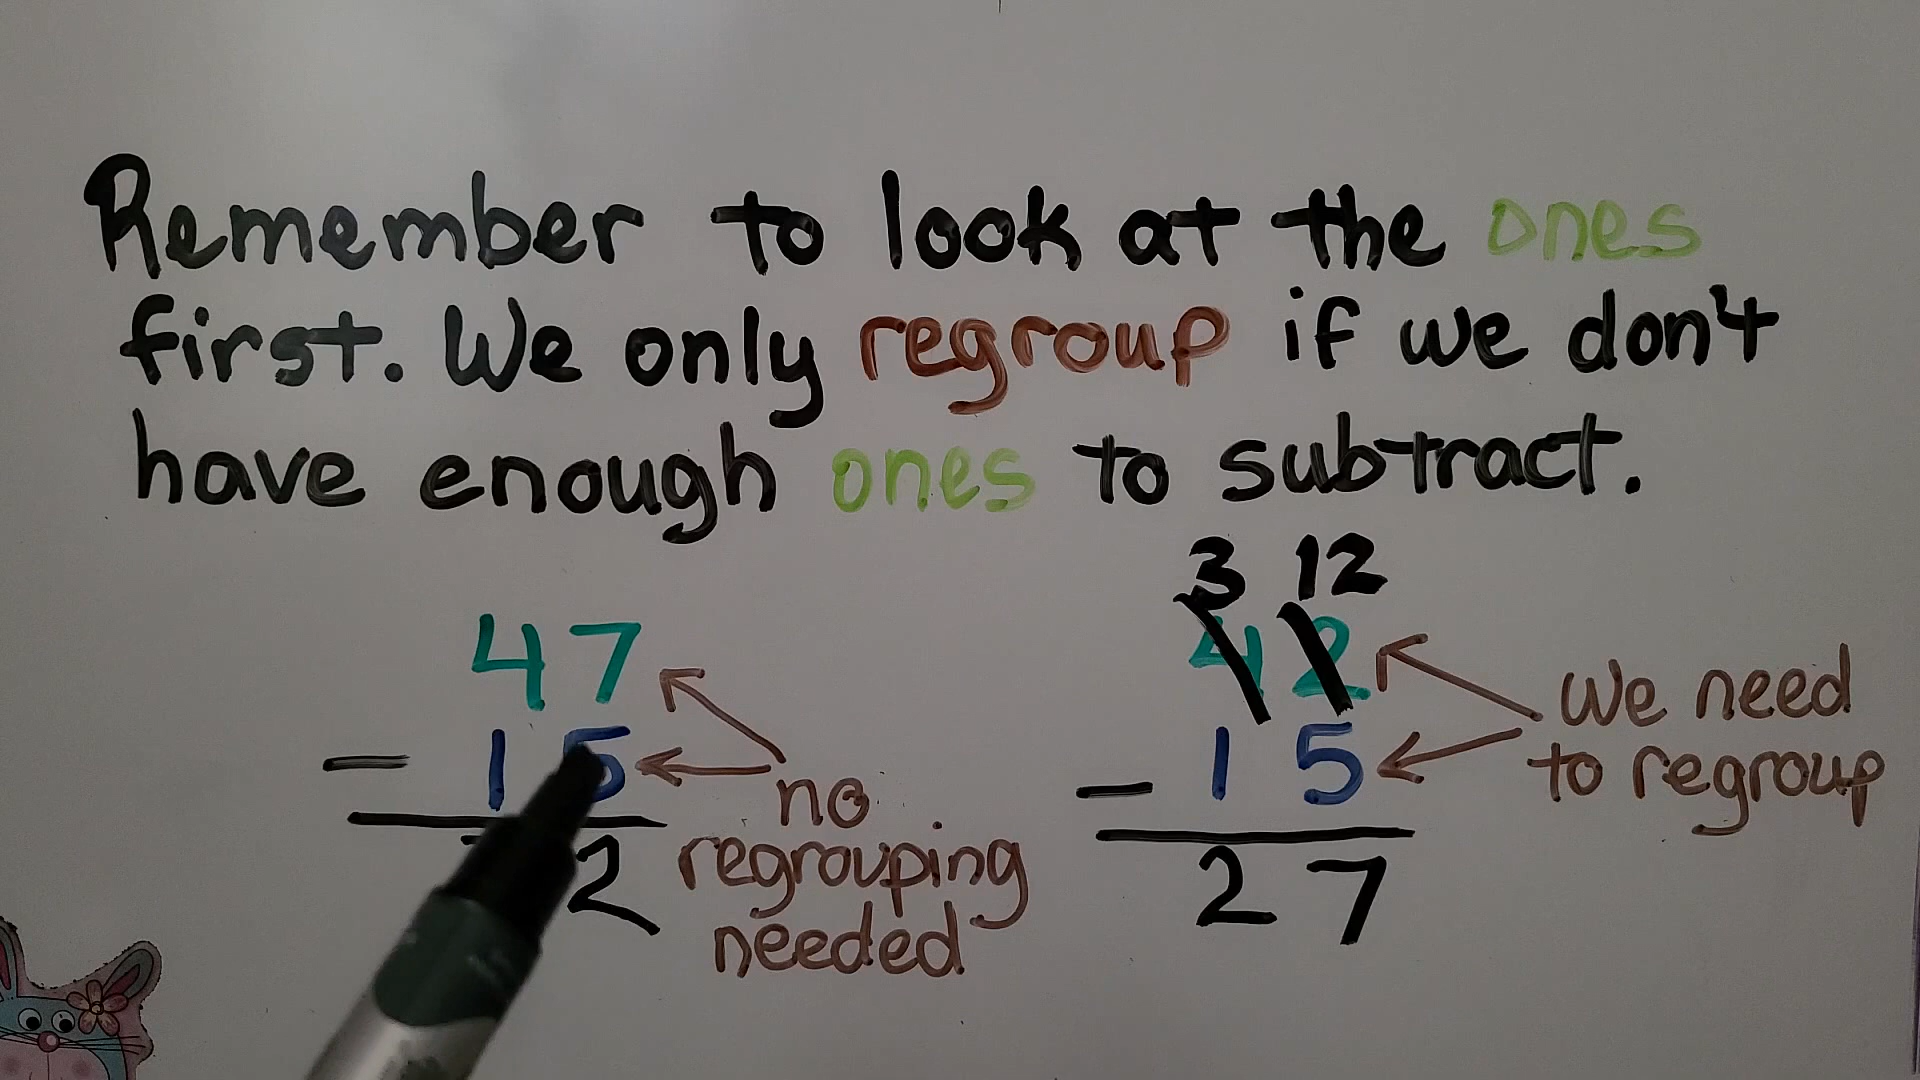 Remember to look at the ones
first. We only regroup if we don't
have enough ones to subtract.
47
- 15
2
no
regrouping
needed
3 12
42
- 15
27
We need
to regroup